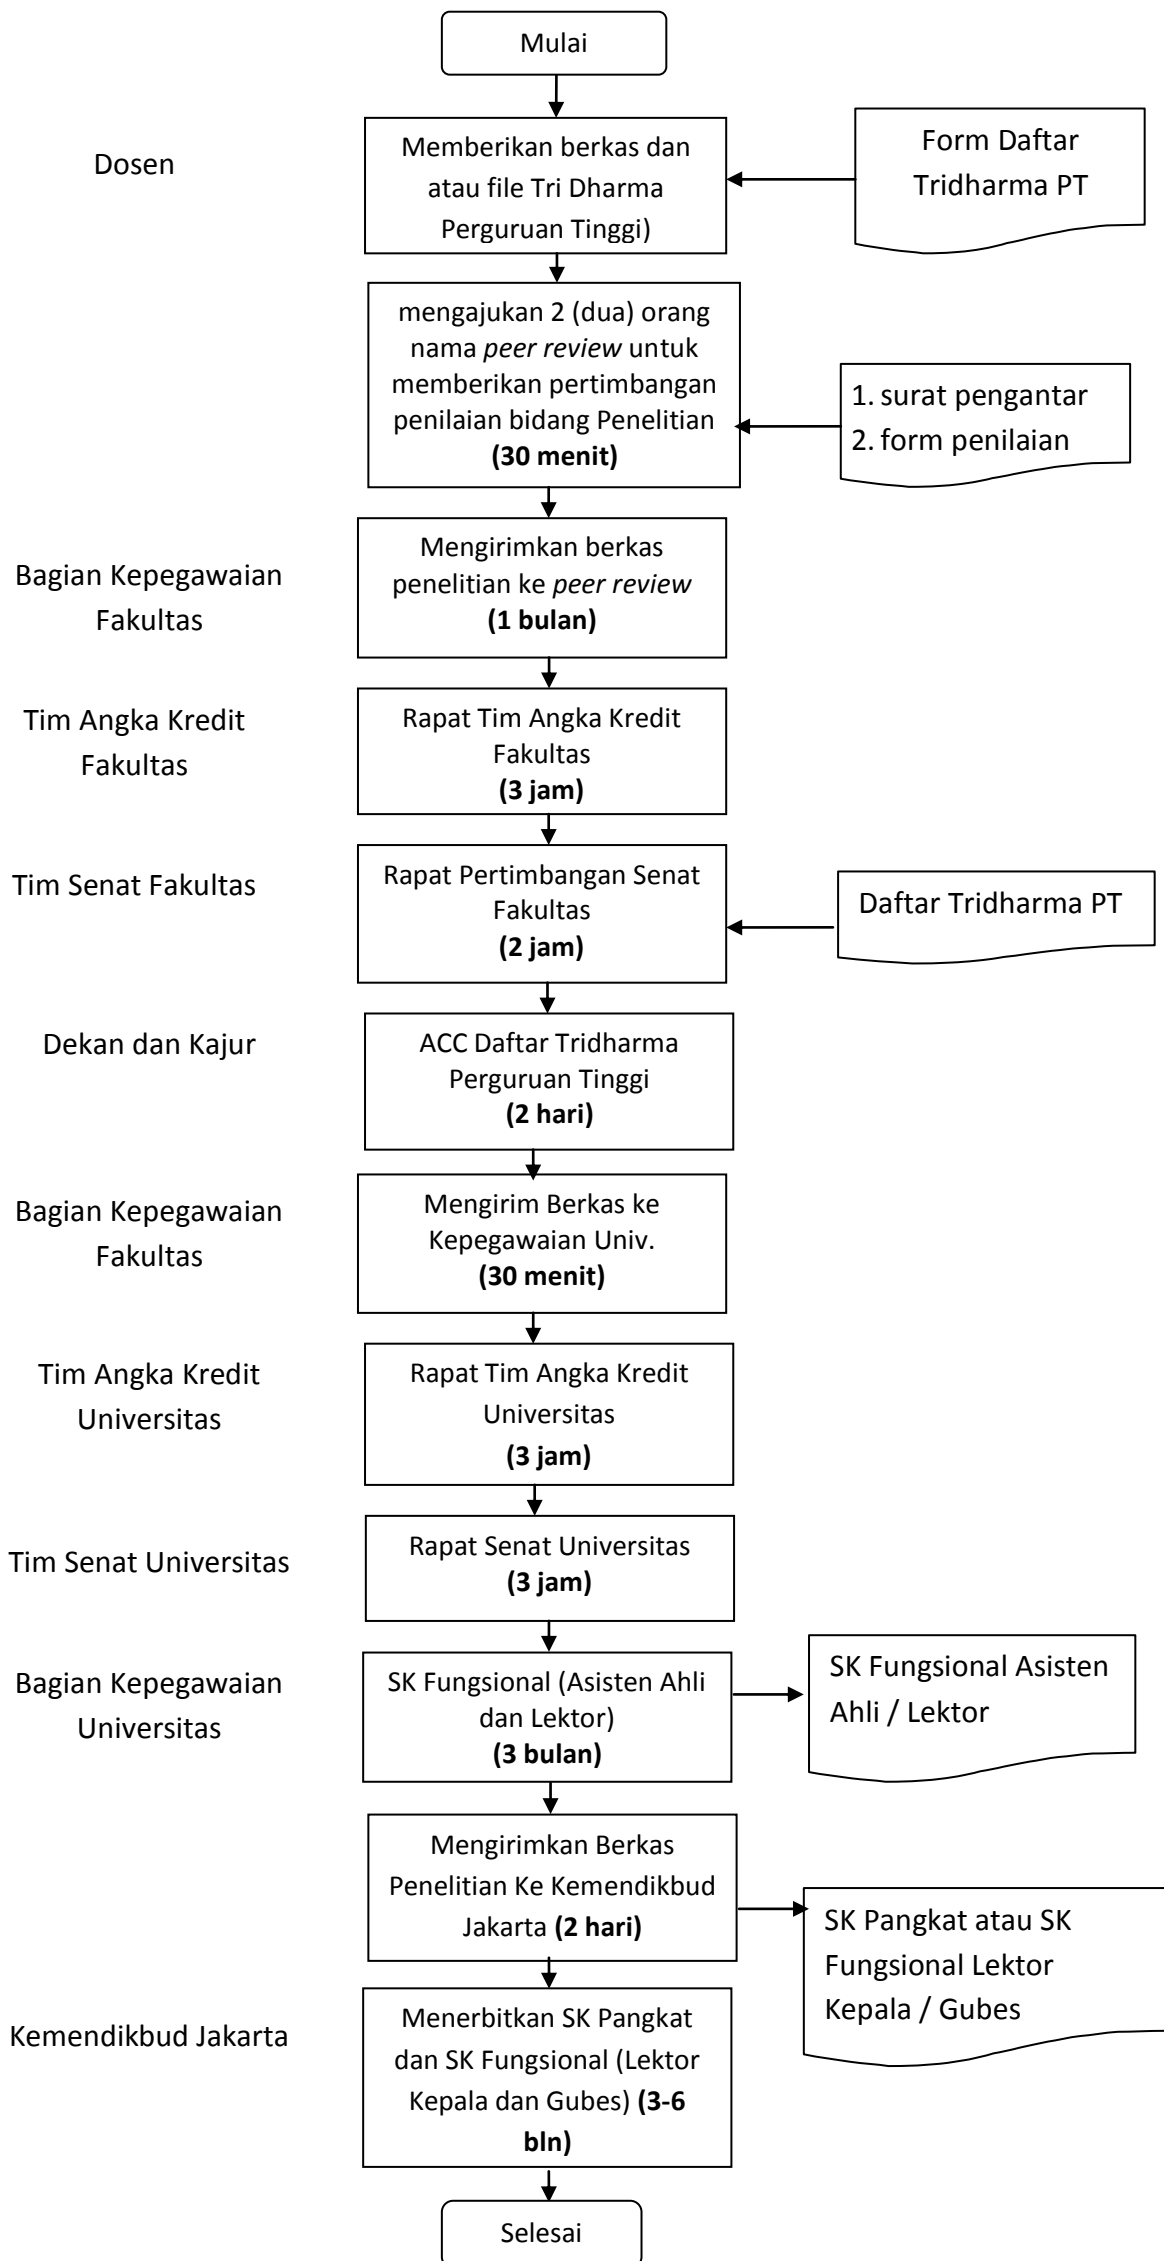 Mulai
Dosen
Memberikan berkas dan
atau file Tri Dharma
Perguruan Tinggi)
Form Daftar
Tridharma PT
mengajukan 2 (dua) orang
nama peer review untuk
memberikan pertimbangan
penilaian bidang Penelitian
(30 menit)
1. surat pengantar
2. form penilaian
Bagian Kepegawaian
Fakultas
Mengirimkan berkas
penelitian ke peer review
(1 bulan)
Tim Angka Kredit
Fakultas
Rapat Tim Angka Kredit
Fakultas
(3 jam)
Tim Senat Fakultas
Rapat Pertimbangan Senat
Fakultas
(2 jam)
Daftar Tridharma PT
Dekan dan Kajur
ACC Daftar Tridharma
Perguruan Tinggi
(2 hari)
Bagian Kepegawaian
Fakultas
Mengirim Berkas ke
Kepegawaian Univ.
(30 menit)
Tim Angka Kredit
Universitas
Rapat Tim Angka Kredit
Universitas
(3 jam)
Tim Senat Universitas
Rapat Senat Universitas
(3 jam)
Bagian Kepegawaian
Universitas
SK Fungsional (Asisten Ahli
dan Lektor)
(3 bulan)
SK Fungsional Asisten
Ahli / Lektor
Mengirimkan Berkas
Penelitian Ke Kemendikbud
Jakarta (2 hari)
SK Pangkat atau SK
Fungsional Lektor
Kepala / Gubes
Kemendikbud Jakarta
Menerbitkan SK Pangkat
dan SK Fungsional (Lektor
Kepala dan Gubes) (3-6
bln)
Selesai